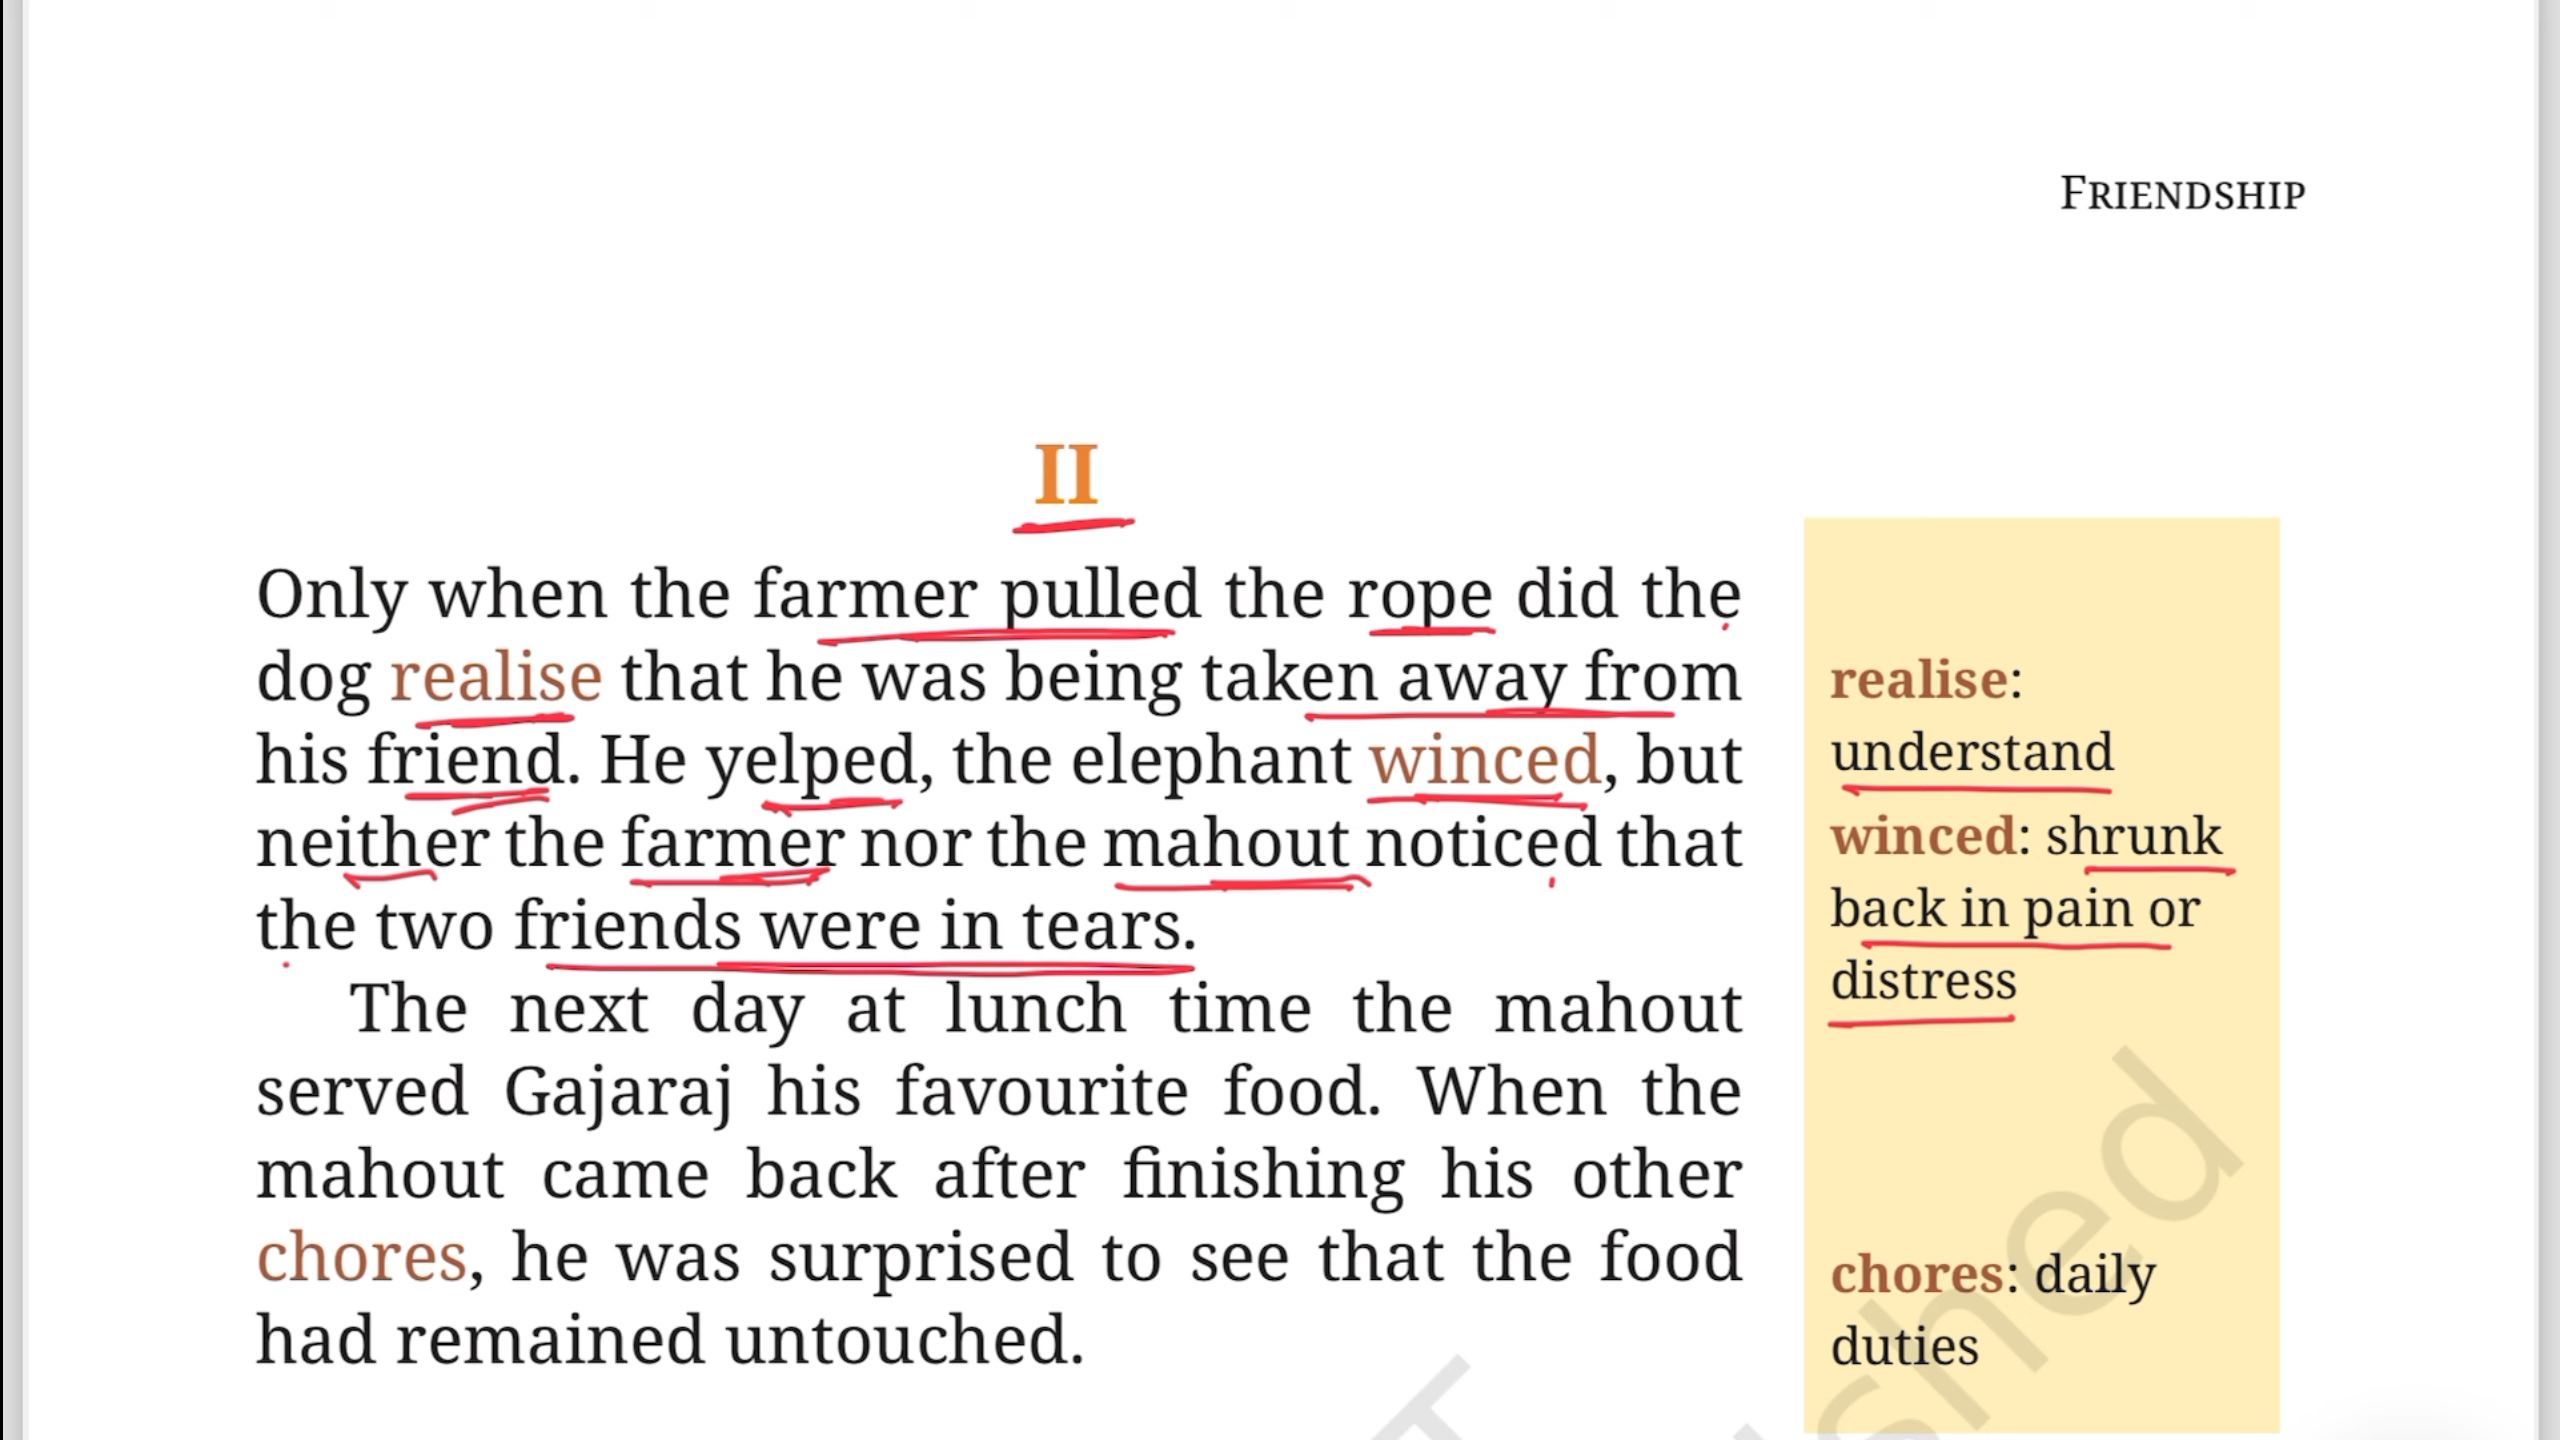 FRIENDSHIP
II
Only when the farmer pulled the rope did the
dog realise that he was being taken away from
his friend. He yelped, the elephant winced, but
neither the farmer nor the mahout noticed that
the two friends were in tears.
The next day at lunch time the mahout
served Gajaraj his favourite food. When the
mahout came back after finishing his other
chores, he was surprised to see that the food
had remained untouched.
realise:
understand
winced: shrunk
back in pain or
distress
chores: daily
duties
shed